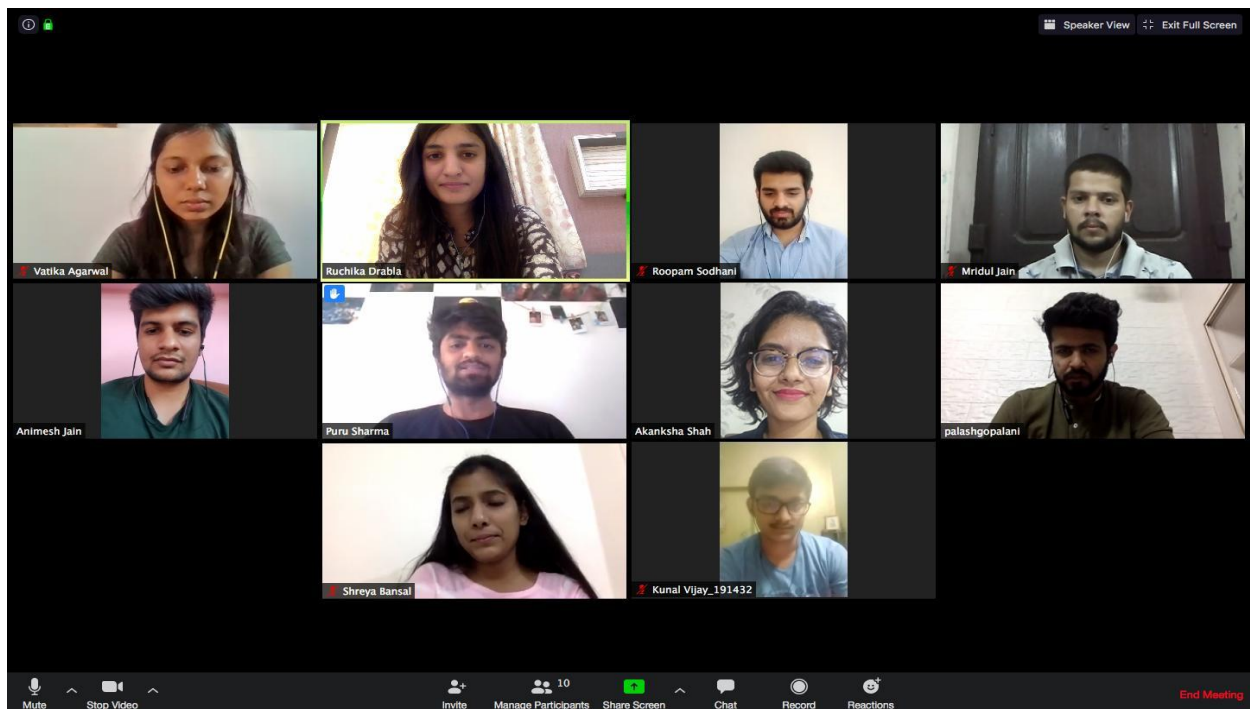 Speaker View Exit Full Screen
Vatika Agarwal
Ruchika Drabla
Roopam Sodhani
Mridul Jain
Animesh Jain
Puru Sharma
Akanksha Shah
palashgopalani
Shreya Bansal
Kunal Vijay_191432
Mute Stop Video Invite Manage Participants 10 Share Screen Chat Record Reactions End Meeting